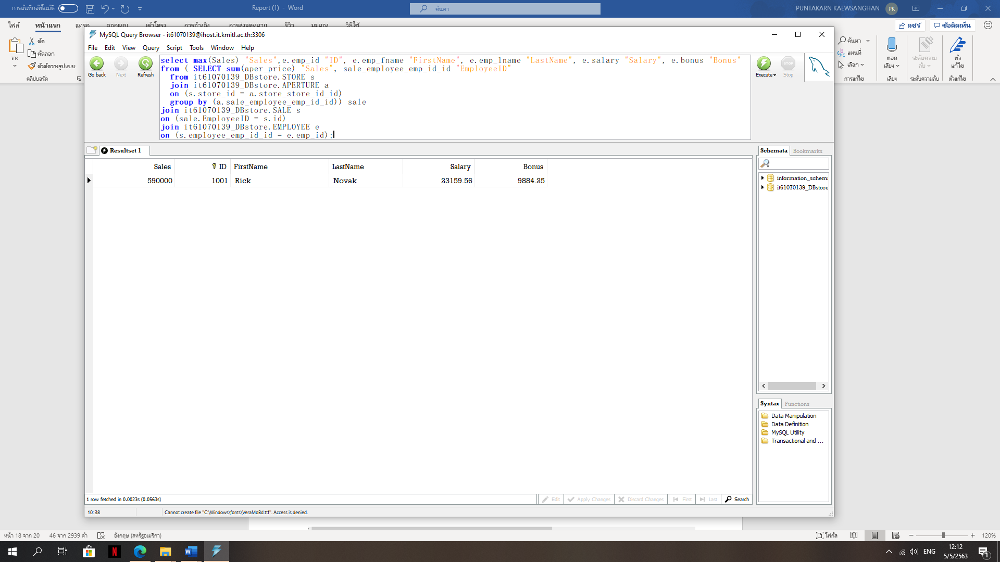 การบันทึกอัตโนมัติ
Report (1) - Word
ค้นหา
PUNTAKARN KAEWSANGHAN
PK
ไฟล์ หน้าแรก แทรก ออกแบบ เค้าโครง การอ้างอิง การส่งจดหมาย รีวิว มุมมอง วิธีใช้
แชร์
ข้อคิดเห็น
วาง
ตัด
คัดลอก
ตัวคัดวางรูปแบบ
คลิปบอร์ด
ค้นหา
แทนที่
เลือก
การแก้ไข
ถอดเสียง
เสียง
ระดับความลับ
ระดับความลับ
ตัวแก้ไข
ตัวแก้ไข
MySQL Query Browser - it61070139@ihost.it.kmitl.ac.th:3306
File Edit View Query Script Tools Window Help
Go back
Next
Refresh
select max(Sales) "Sales",e.emp_id "ID", e.emp_fname "FirstName", e.emp_lname "LastName", e.salary "Salary", e.bonus "Bonus"
from ( SELECT sum(aper_price) "Sales", sale_employee_emp_id_id "EmployeeID"
from it61070139_DBstore.STORE s
join it61070139_DBstore.APERTURE a
on (s.store_id = a.store_store_id_id)
group by (a.sale_employee_emp_id_id)) sale
join it61070139_DBstore.SALE s
on (sale.EmployeeID = s.id)
join it61070139_DBstore.EMPLOYEE e
on (s.employee_emp_id_id = e.emp_id);
Execute
STOP
Stop
Resultset 1
Sales ID FirstName LastName Salary Bonus
590000 1001 Rick Novak 23159.56 9884.25
Schemata Bookmarks
information_schema
it61070139_DBstore
Syntax Functions
Data Manipulation
Data Definition
MySQL Utility
Transactional and ...
1 row fetched in 0.0023s (0.0563s)
Edit Apply Changes Discard Changes First Last Search
10: 38
Cannot create file "C:\Windows\fonts\VeraMoBd.ttf". Access is denied.
หน้า 18 จาก 20 46 จาก 2939 คำ อังกฤษ (สหรัฐอเมริกา)
โฟกัส
120%
N
W
ENG
12:12
5/5/2563
1